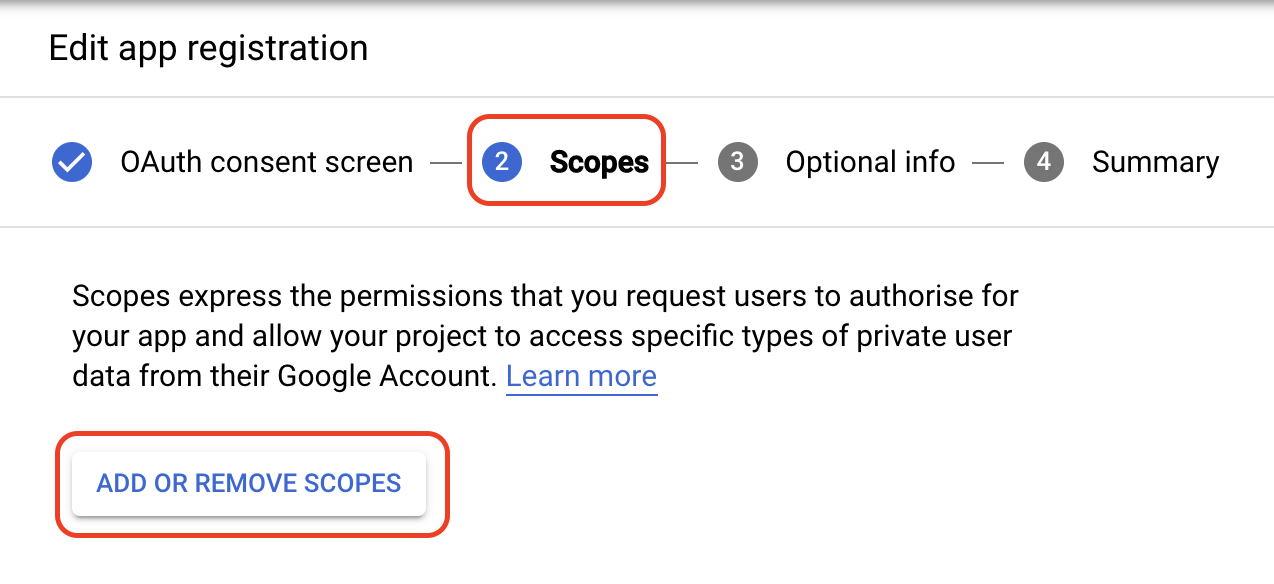 Edit app registration
OAuth consent screen 2 Scopes 3 Optional info 4 Summary
Scopes express the permissions that you request users to authorise for
your app and allow your project to access specific types of private user
data from their Google Account. Learn more
ADD OR REMOVE SCOPES